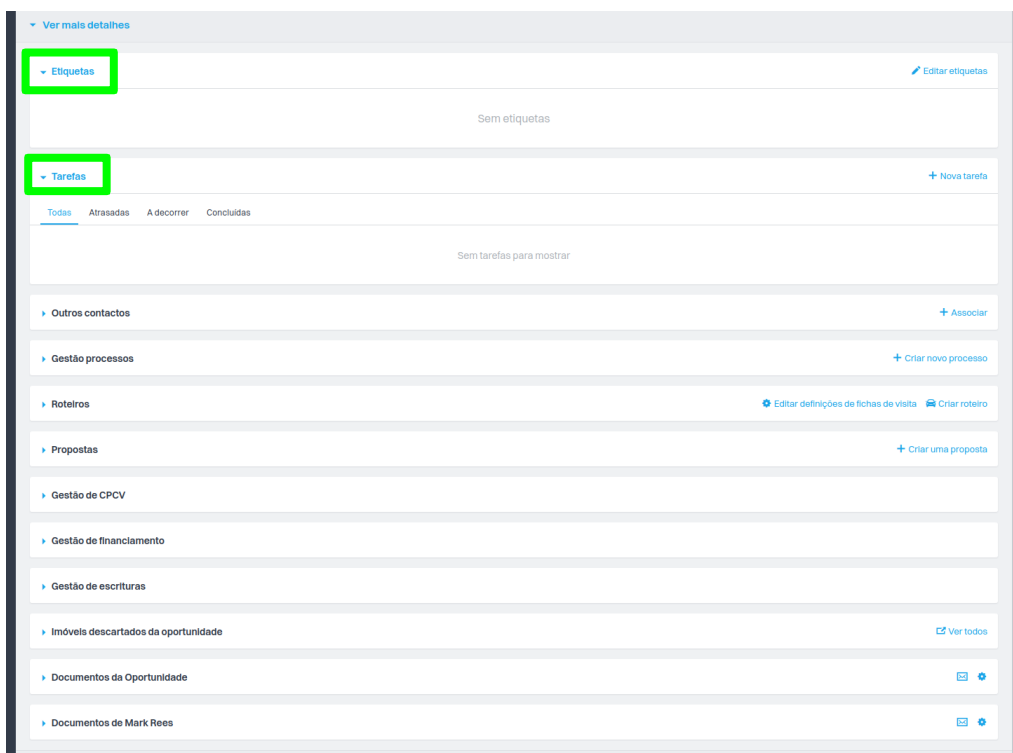 Ver mais detalhes
Etiquetas
Editar etiquetas
Sem etiquetas
Tarefas
Nova tarefa
Todas Atrasadas A decorrer Concluídas
Sem tarefas para mostrar
Outros contactos
Associar
Gestão processos
Criar novo processo
Roteiros
Editar definições de fichas de visita Criar roteiro
Propostas
Criar uma proposta
Gestão de CPCV
Gestão de financiamento
Gestão de escrituras
Imóveis descartados da oportunidade
Ver todos
Documentos da Oportunidade
Documentos de Mark Rees